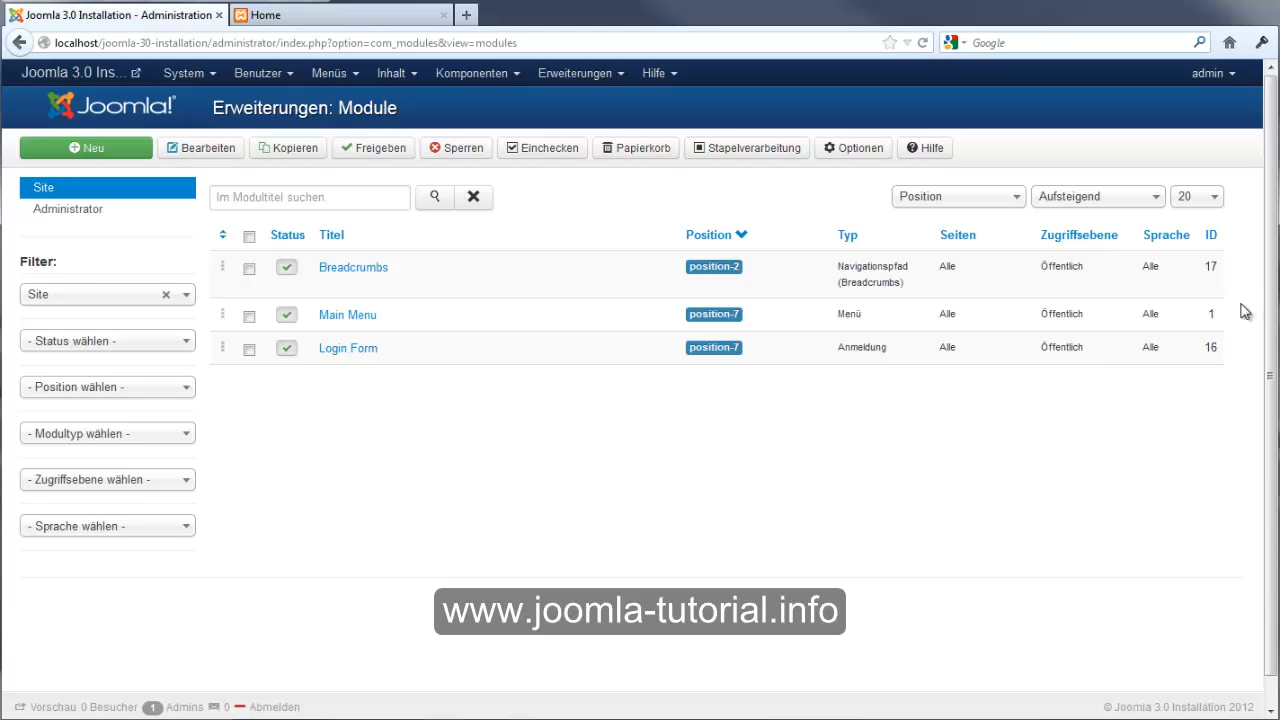 Joomla 3.0 Installation - Administration
Home
localhost/joomla-30-installation/administrator/index.php?option=com_modules&view=modules
Google
Joomla 3.0 Ins...
System
Benutzer
Menüs
Inhalt
Komponenten
Erweiterungen
Hilfe
admin
Joomla!
Erweiterungen: Module
Neu
Bearbeiten
Kopieren
Freigeben
Sperren
Einchecken
Papierkorb
Stapelverarbeitung
Optionen
Hilfe
Site
Administrator
Filter:
Site
- Status wählen -
- Position wählen -
- Modultyp wählen -
- Zugriffsebene wählen -
- Sprache wählen -
Im Modultitel suchen
Position
Aufsteigend
20
Status Titel Position Typ Seiten Zugriffsebene Sprache ID
Breadcrumbs position-2 Navigationspfad (Breadcrumbs) Alle Öffentlich Alle 17
Main Menu position-7 Menü Alle Öffentlich Alle 1
Login Form position-7 Anmeldung Alle Öffentlich Alle 16
www.joomla-tutorial.info
Vorschau 0 Besucher 1 Admins 0 Abmelden
© Joomla 3.0 Installation 2012